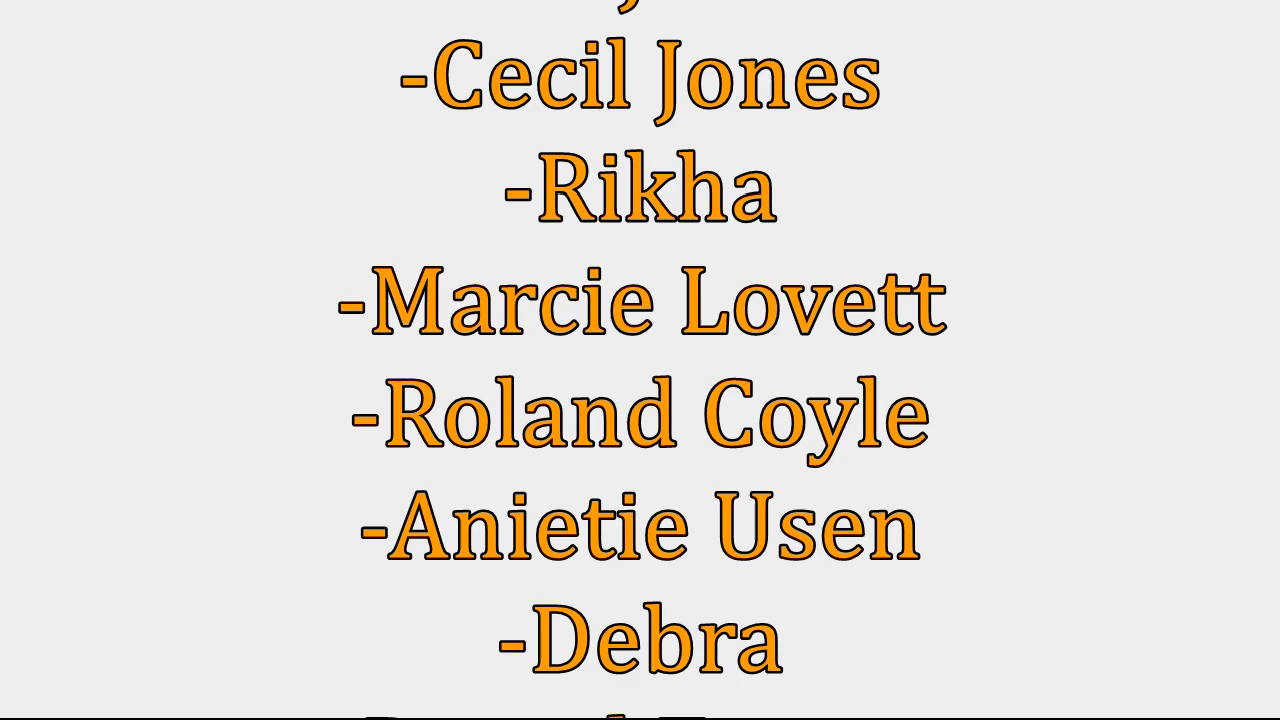 -Cecil Jones
-Rikha
-Marcie Lovett
-Roland Coyle
-Anietie Usen
-Debra